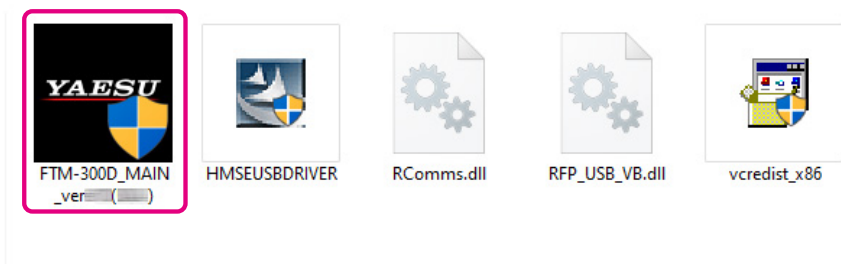 YAESU
FTM-300D_MAIN
_ver ( )
HMSEUSBDRIVER
RComms.dll
RFP_USB_VB.dll
vcredist_x86